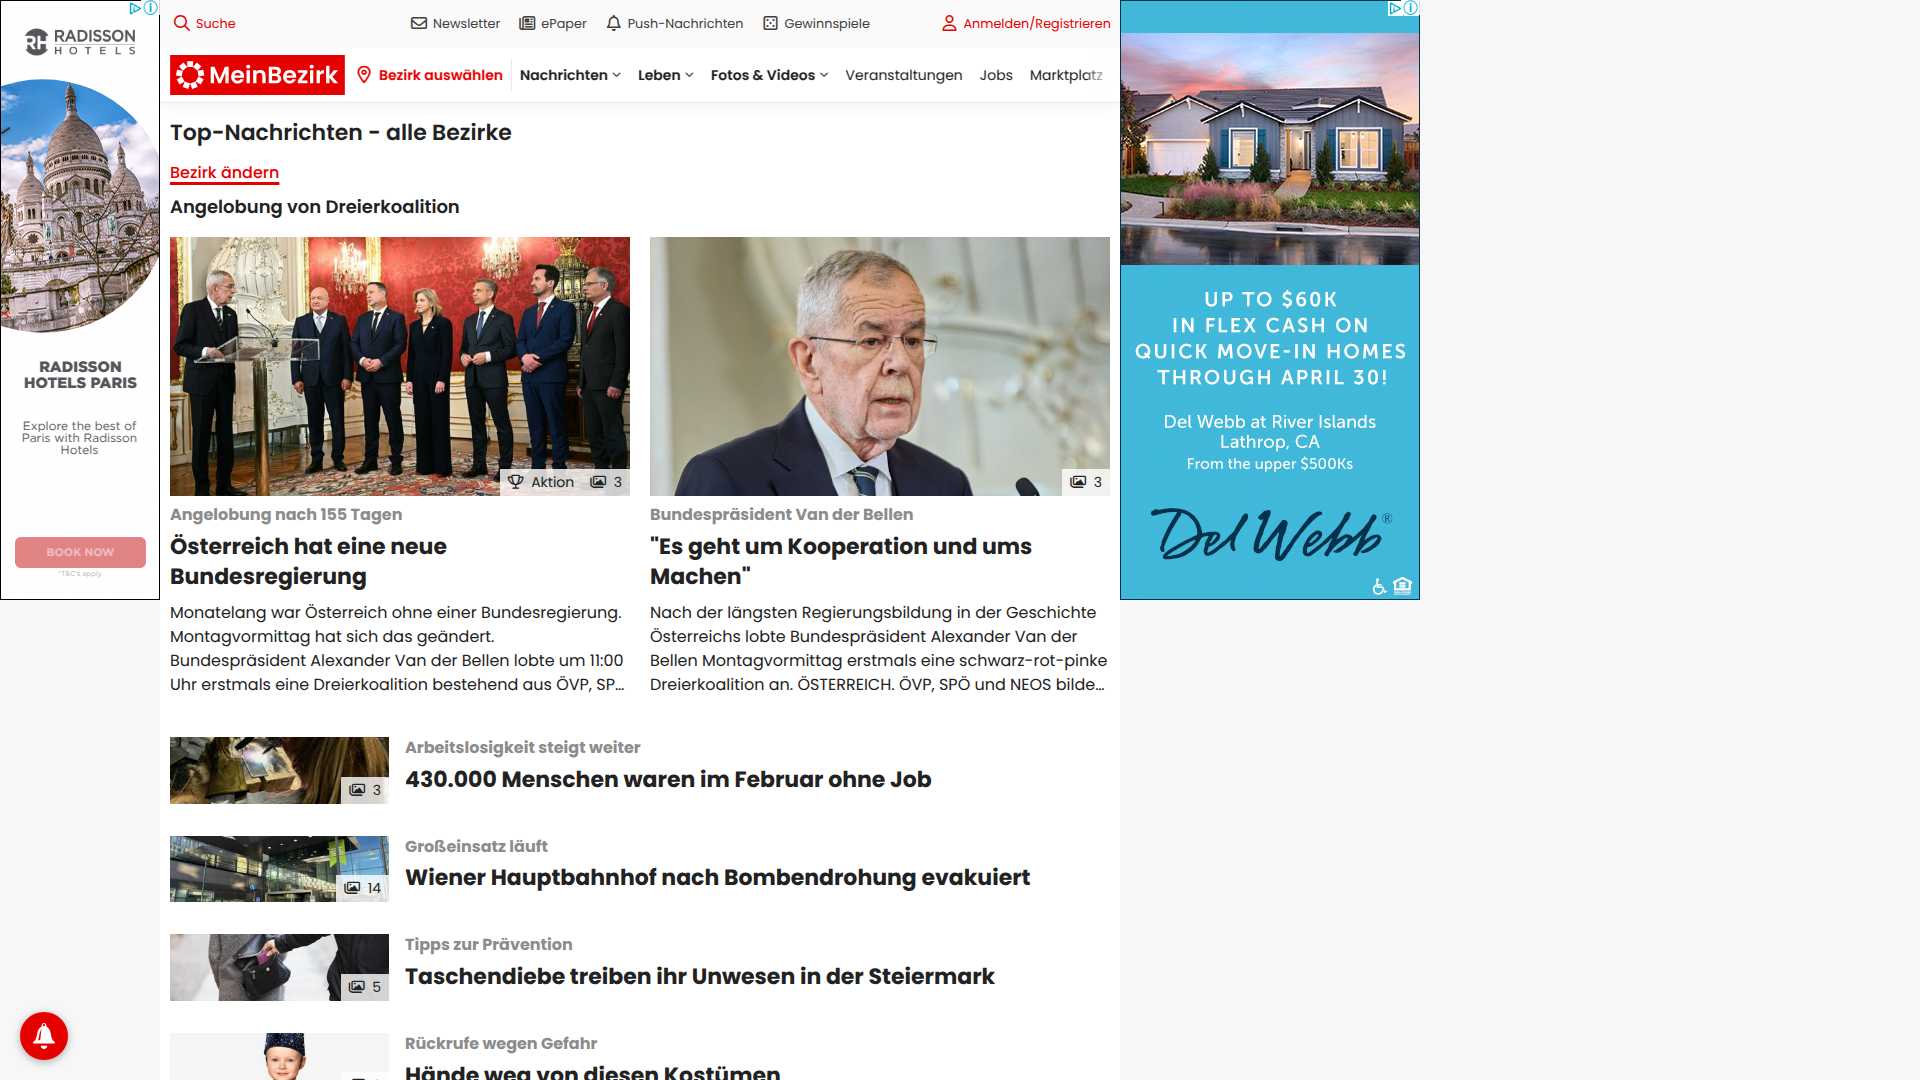 RADISSON
HOTELS
RADISSON
HOTELS PARIS
Explore the best of
Paris with Radisson
Hotels
BOOK NOW
*T&C's apply.
Suche
Newsletter
ePaper
Push-Nachrichten
Gewinnspiele
Anmelden/Registrieren
MeinBezirk
Bezirk auswählen
Nachrichten
Leben
Fotos & Videos
Veranstaltungen
Jobs
Marktplatz
Top-Nachrichten - alle Bezirke
Bezirk ändern
Angelobung von Dreierkoalition
Aktion 3
Angelobung nach 155 Tagen
Österreich hat eine neue
Bundesregierung
Monatelang war Österreich ohne einer Bundesregierung.
Montagvormittag hat sich das geändert.
Bundespräsident Alexander Van der Bellen lobte um 11:00
Uhr erstmals eine Dreierkoalition bestehend aus ÖVP, SP...
3
Bundespräsident Van der Bellen
"Es geht um Kooperation und ums
Machen"
Nach der längsten Regierungsbildung in der Geschichte
Österreichs lobte Bundespräsident Alexander Van der
Bellen Montagvormittag erstmals eine schwarz-rot-pinke
Dreierkoalition an. ÖSTERREICH. ÖVP, SPÖ und NEOS bilde...
3
Arbeitslosigkeit steigt weiter
430.000 Menschen waren im Februar ohne Job
14
Großeinsatz läuft
Wiener Hauptbahnhof nach Bombendrohung evakuiert
5
Tipps zur Prävention
Taschendiebe treiben ihr Unwesen in der Steiermark
Rückrufe wegen Gefahr
Hände weg von diesen Kostümen
UP TO $60K
IN FLEX CASH ON
QUICK MOVE-IN HOMES
THROUGH APRIL 30!
Del Webb at River Islands
Lathrop, CA
From the upper $500Ks
Del Webb®